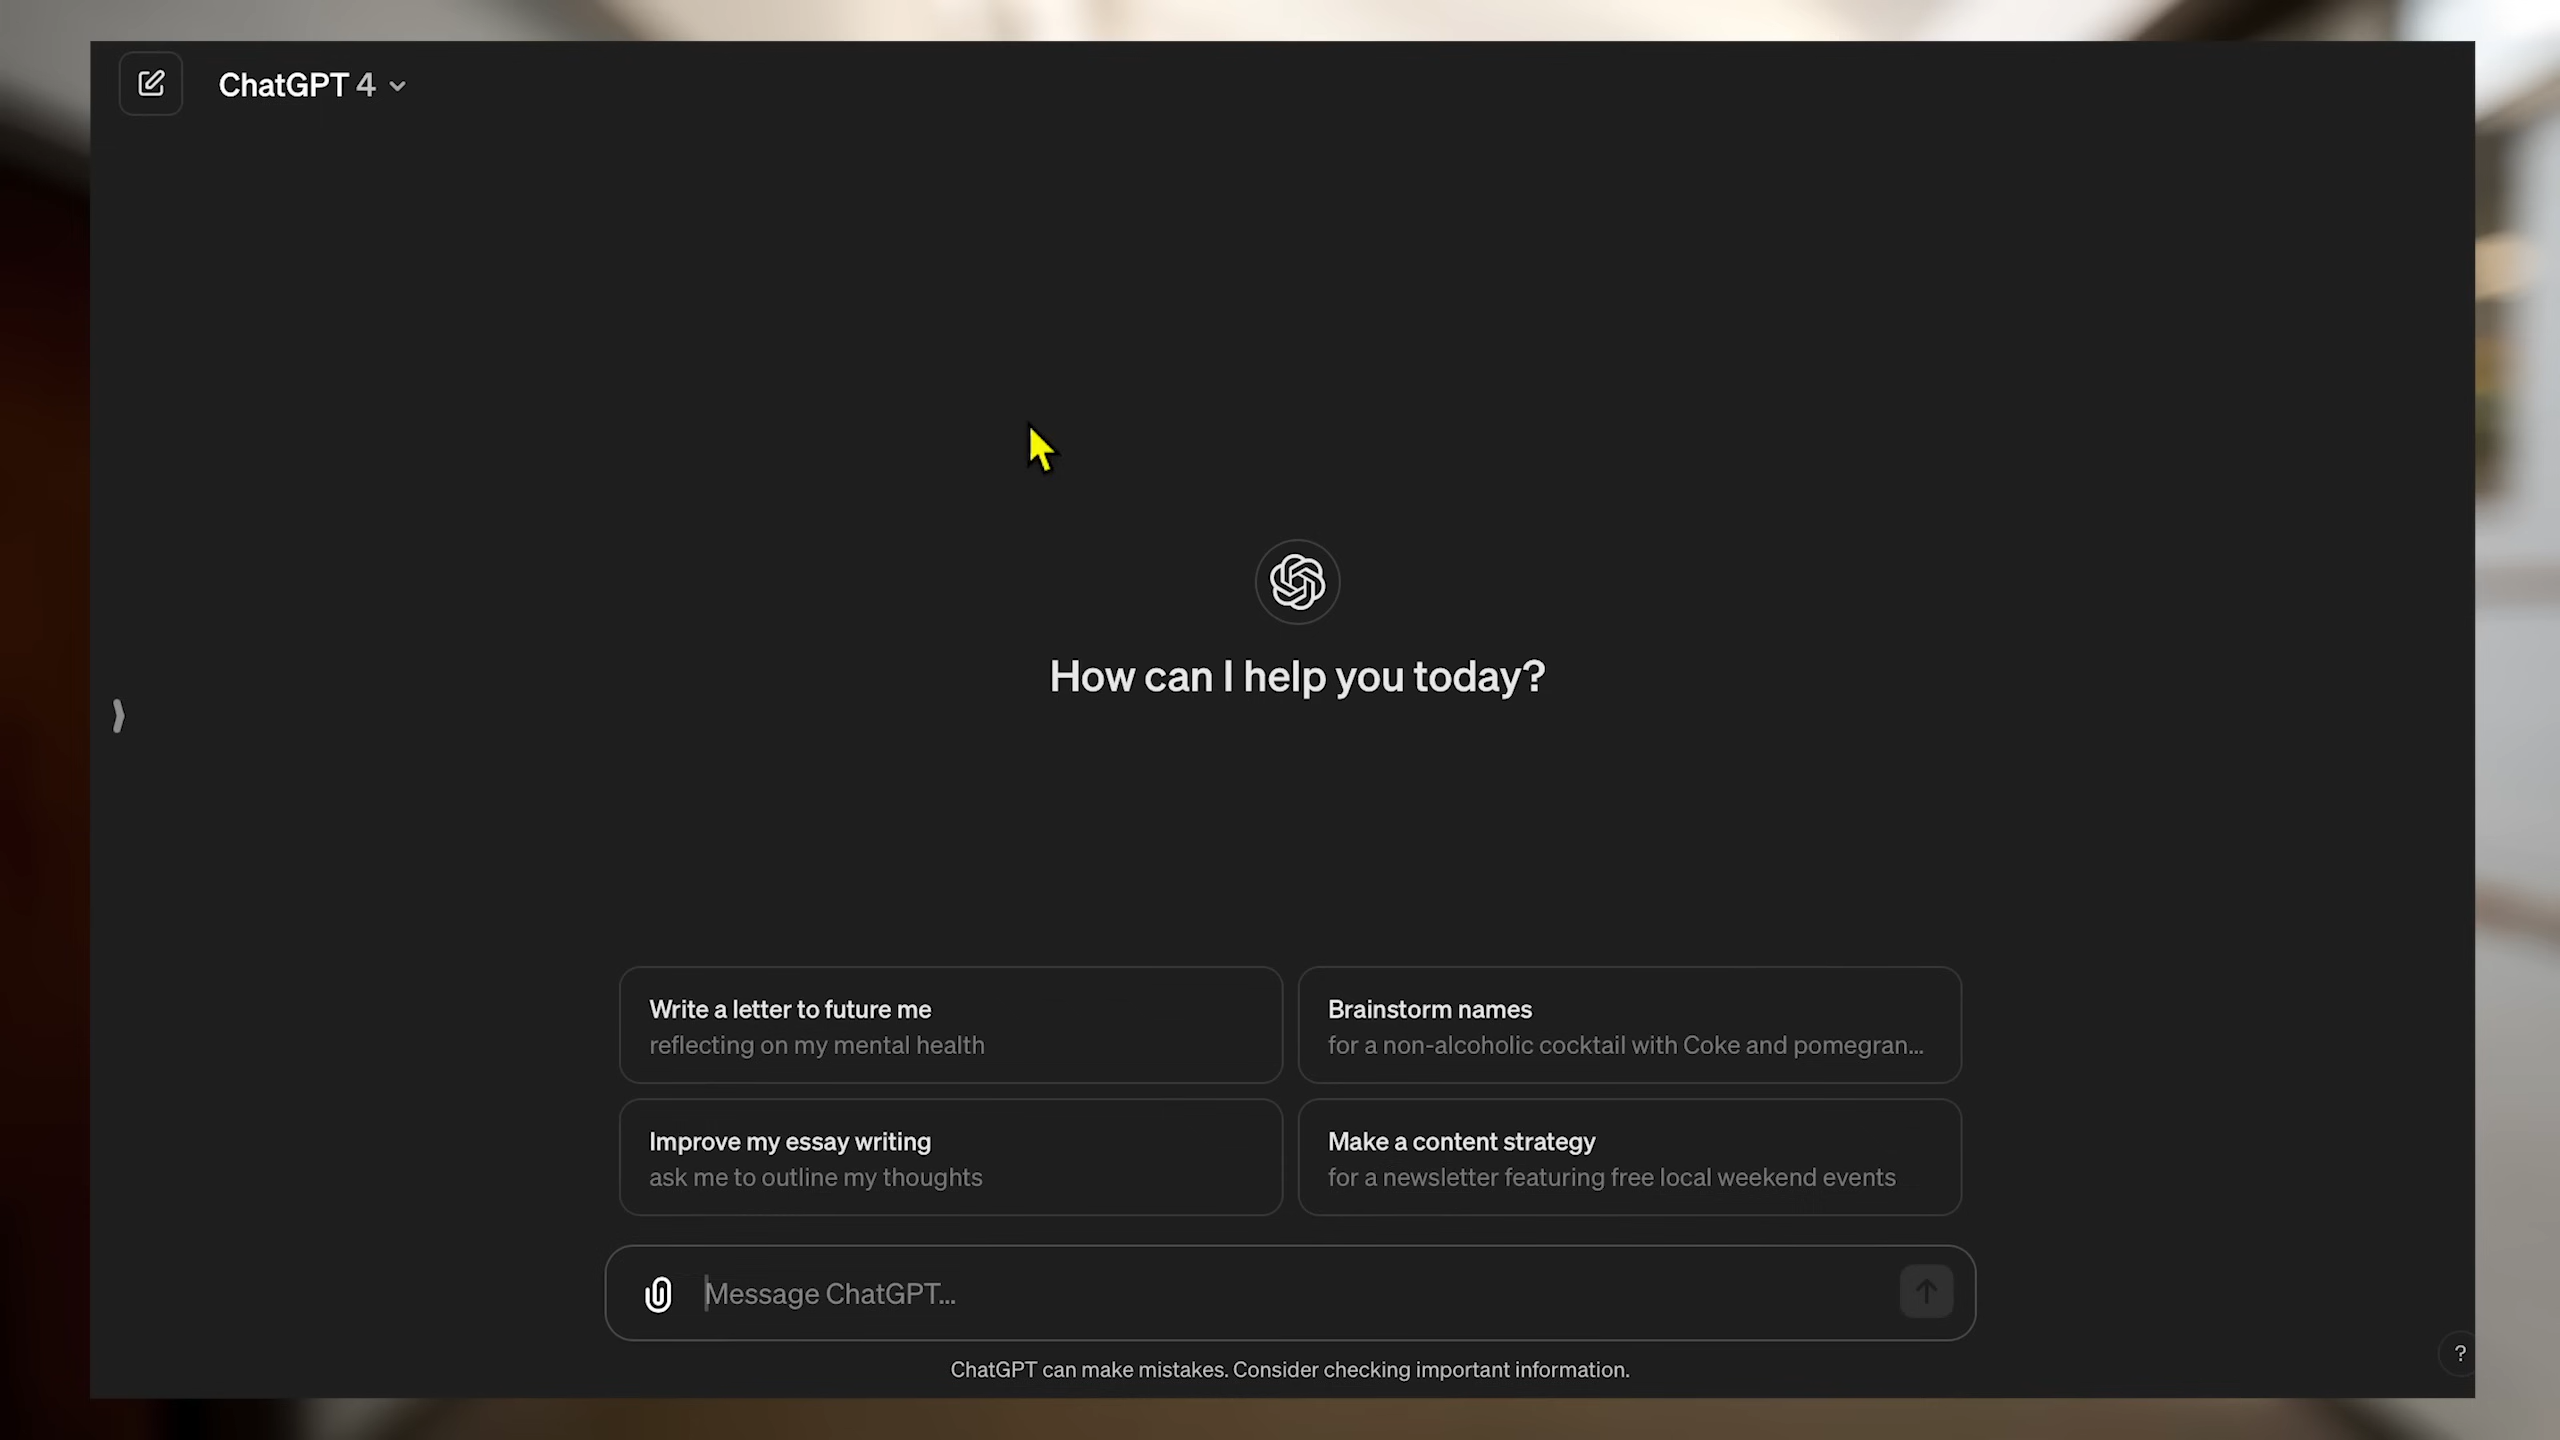 ChatGPT 4
How can I help you today?
Write a letter to future me
reflecting on my mental health
Brainstorm names
for a non-alcoholic cocktail with Coke and pomegran...
Improve my essay writing
ask me to outline my thoughts
Make a content strategy
for a newsletter featuring free local weekend events
Message ChatGPT...
ChatGPT can make mistakes. Consider checking important information.
?